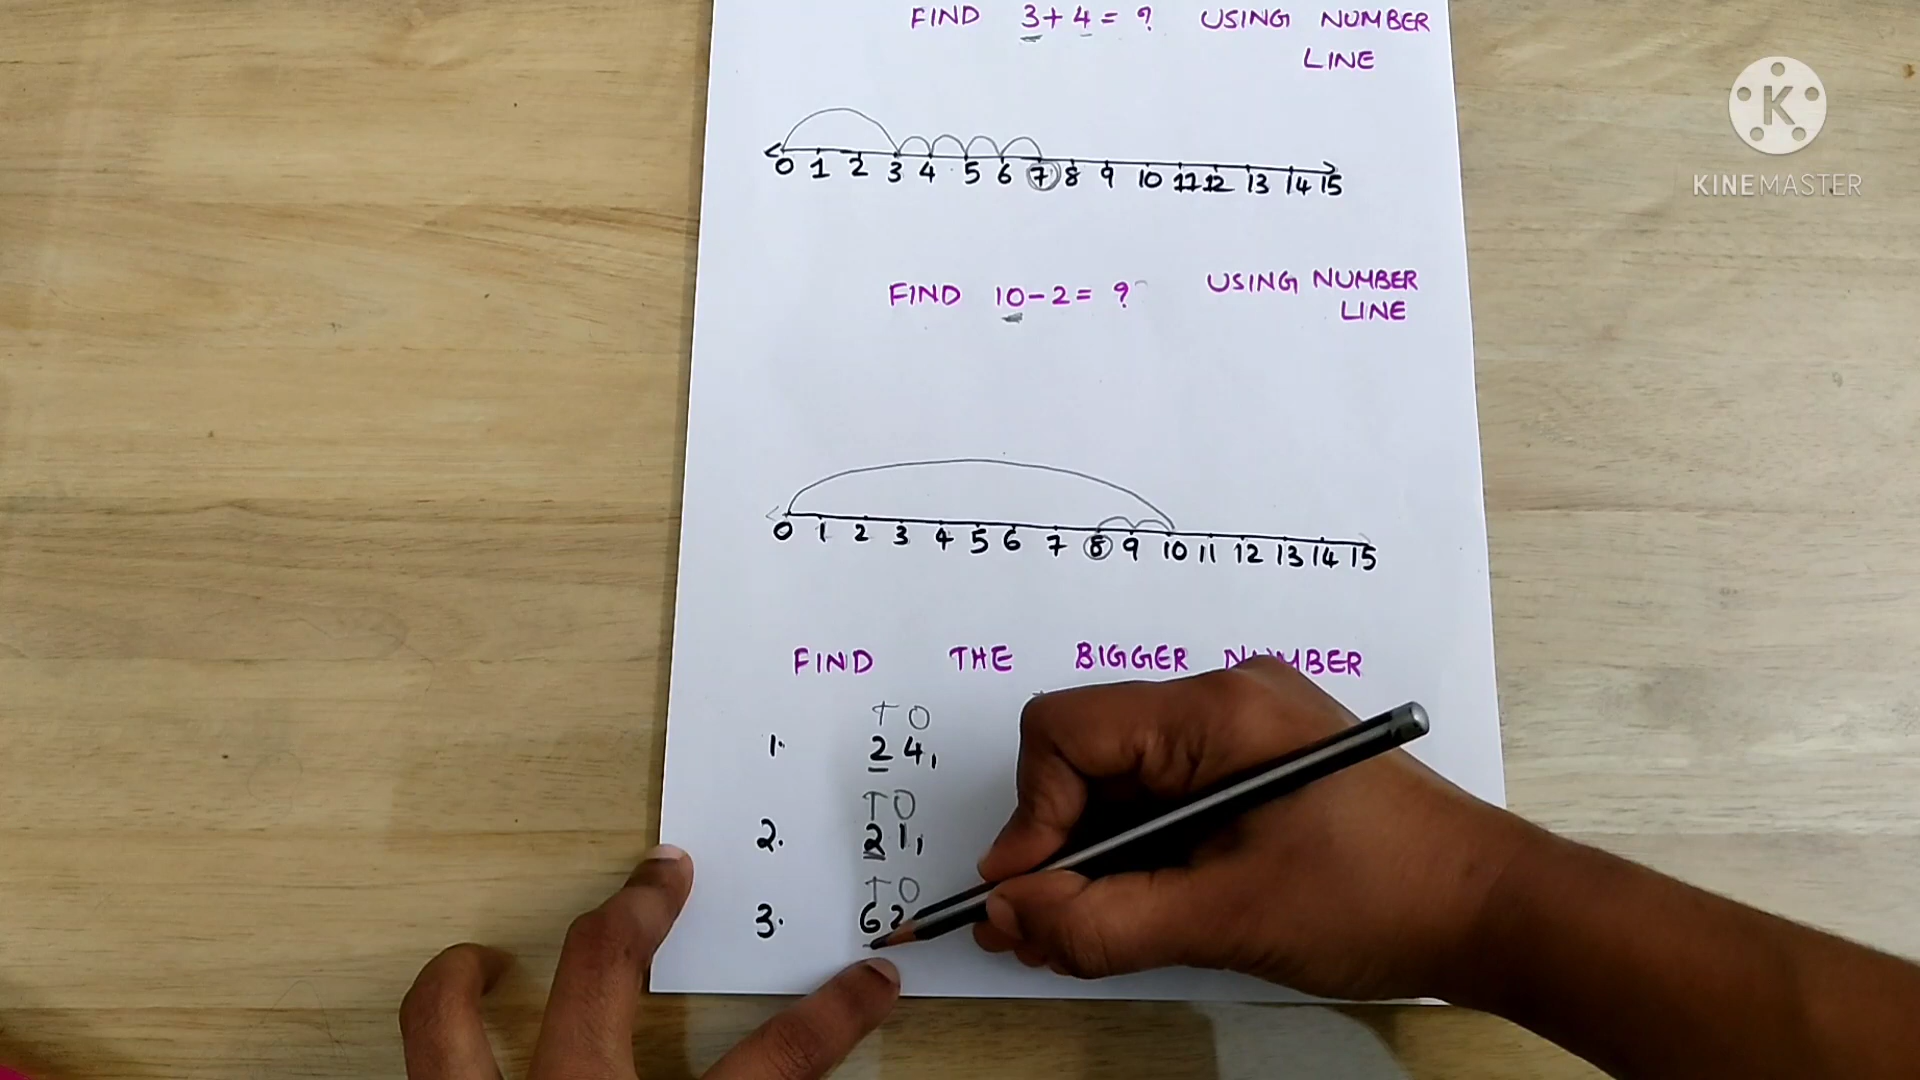 FIND 3+4 = ? USING NUMBER
LINE
K
KINEMASTER
0 1 2 3 4 5 6 7 8 9 10 11 12 13 14 15
FIND 10-2 = ? USING NUMBER
LINE
0 1 2 3 4 5 6 7 8 9 10 11 12 13 14 15
FIND THE BIGGER NUMBER
T O
1. 24,
T O
2. 21,
T O
3. 62